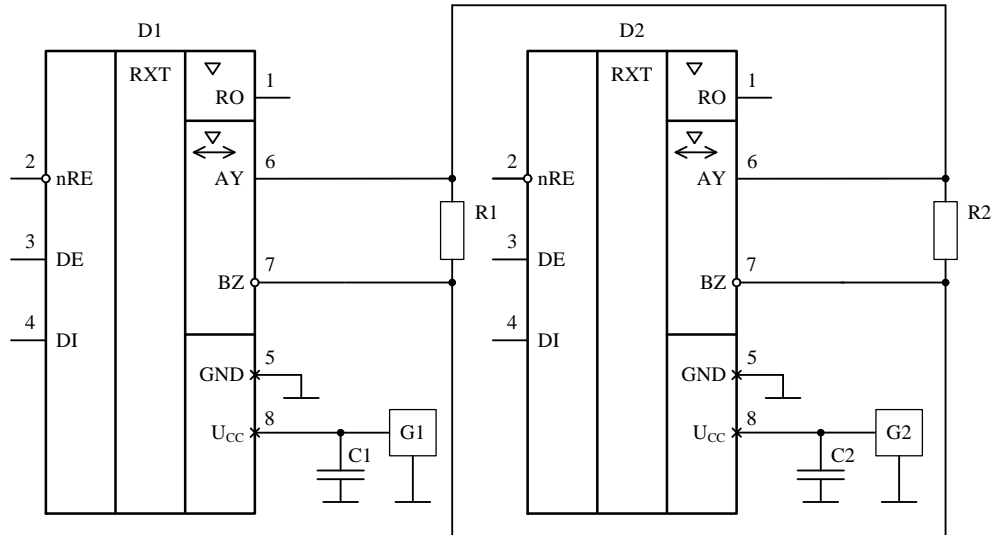 D1
RXT
RO
1
2
nRE
AY
6
3
DE
BZ
7
4
DI
GND
5
UCC
8
C1
G1
R1
D2
RXT
RO
1
2
nRE
AY
6
3
DE
BZ
7
4
DI
GND
5
UCC
8
C2
G2
R2